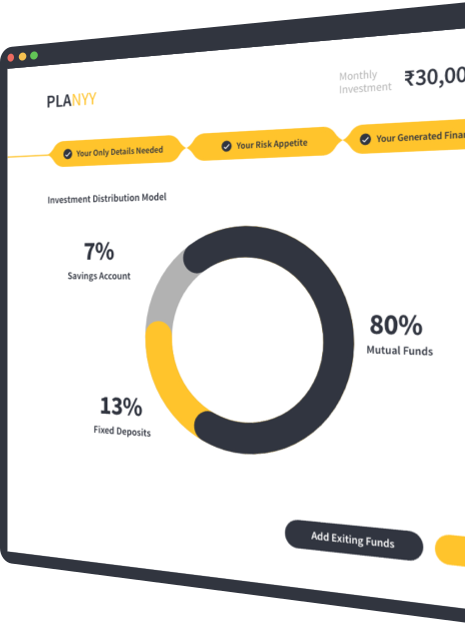 PLANYY
Monthly
Investment
₹30,00
Your Only Details Needed
Your Risk Appetite
Your Generated Finan
Investment Distribution Model
7%
Savings Account
80%
Mutual Funds
13%
Fixed Deposits
Add Exiting Funds